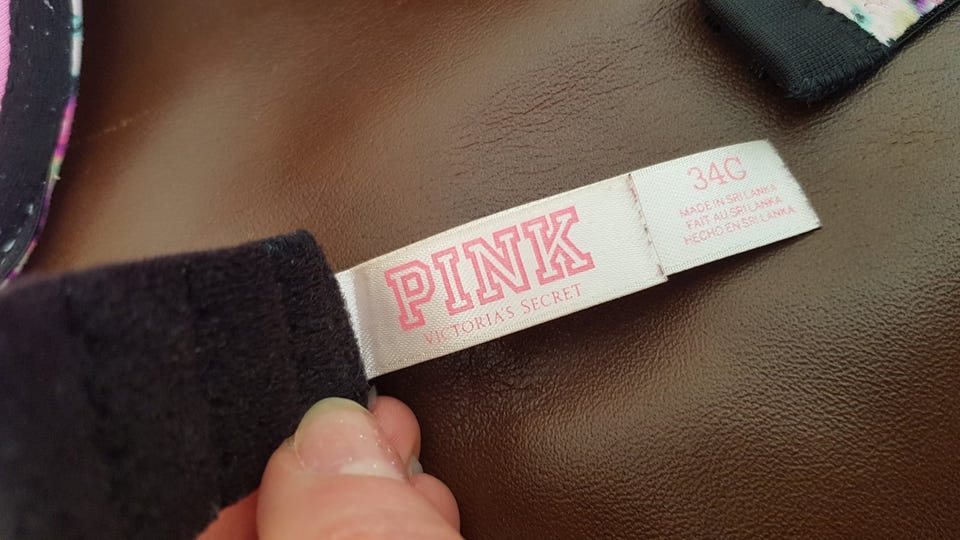 PINK
VICTORIA'S SECRET
34C
MADE IN SRI LANKA
FAIT AU SRI LANKA
HECHO EN SRI LANKA